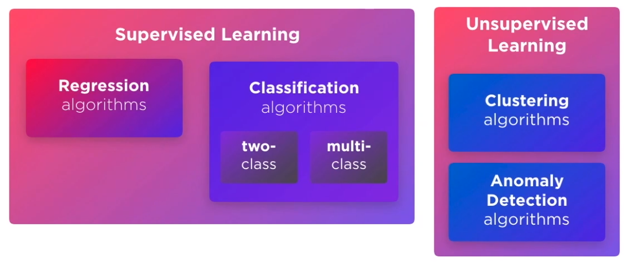 Supervised Learning
Regression
algorithms
Classification
algorithms
two-
class
multi-
class
Unsupervised
Learning
Clustering
algorithms
Anomaly
Detection
algorithms